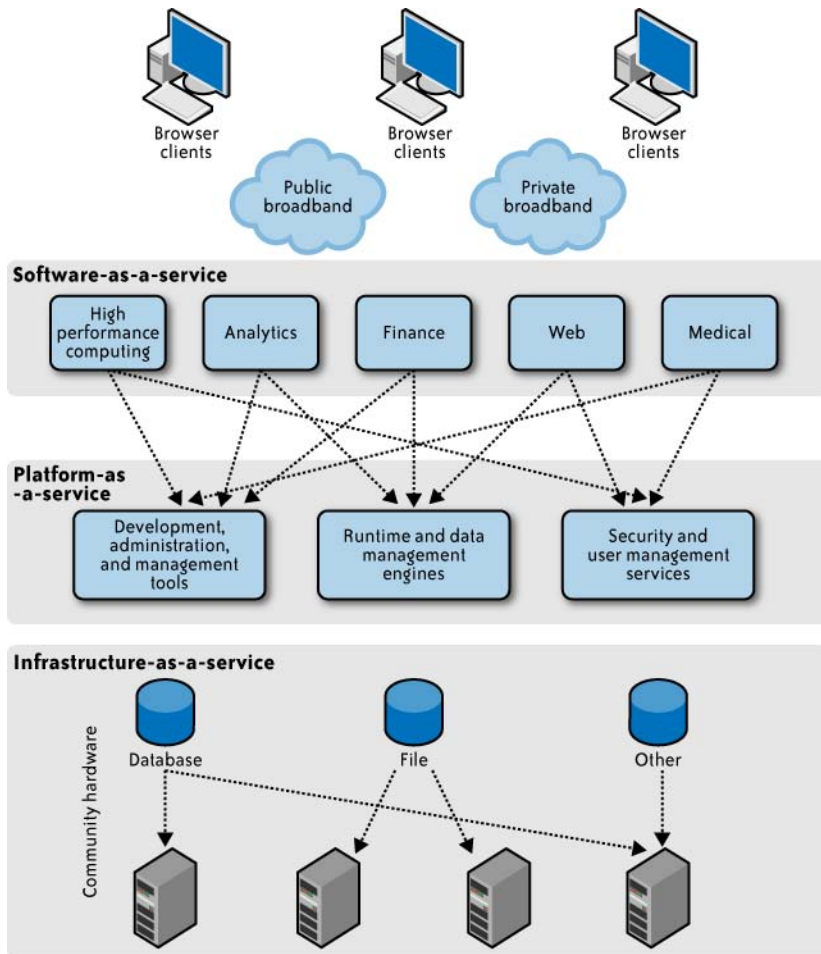 Browser
clients
Browser
clients
Browser
clients
Public
broadband
Private
broadband
Software-as-a-service
High
performance
computing
Analytics
Finance
Web
Medical
Platform-as
-a-service
Development,
administration,
and management
tools
Runtime and data
management
engines
Security and
user management
services
Infrastructure-as-a-service
Community hardware
Database
File
Other